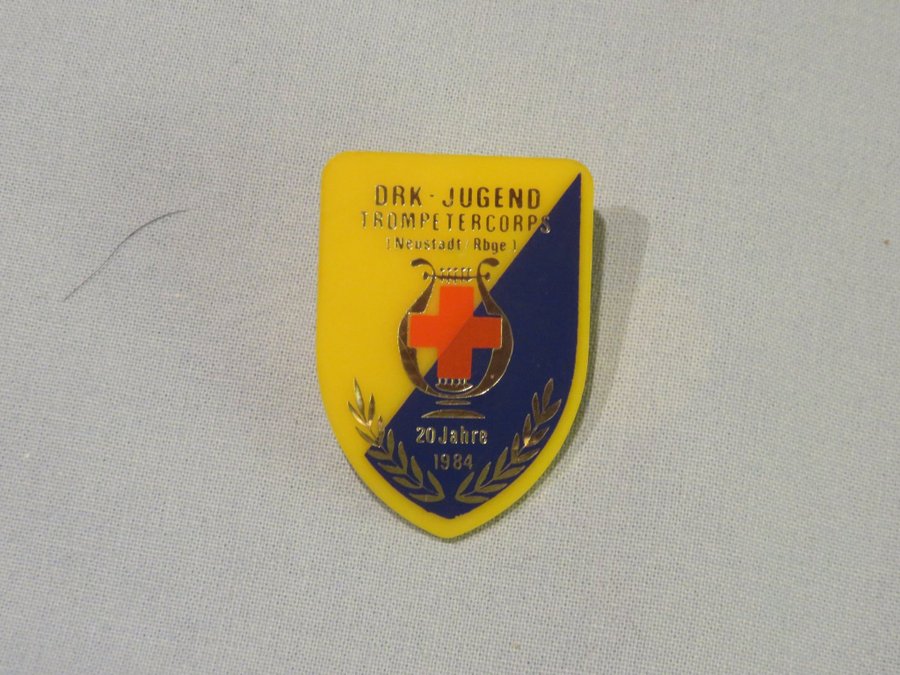 DRK - JUGEND
TROMPETERCORPS
(Neustadt/Rbge)
20 Jahre
1984